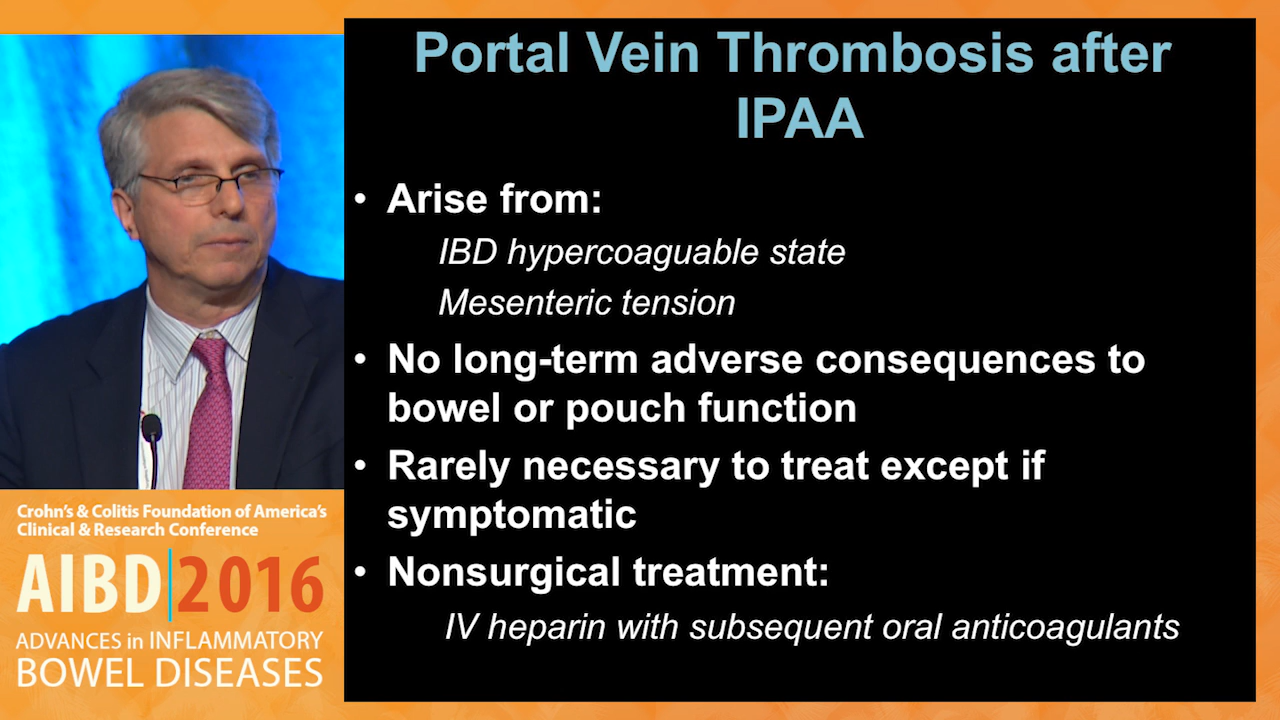 Portal Vein Thrombosis after
IPAA
• Arise from:
IBD hypercoaguable state
Mesenteric tension
• No long-term adverse consequences to
bowel or pouch function
• Rarely necessary to treat except if
symptomatic
• Nonsurgical treatment:
IV heparin with subsequent oral anticoagulants
Crohn's & Colitis Foundation of America's
Clinical & Research Conference
AIBD|2016
ADVANCES in INFLAMMATORY
BOWEL DISEASES